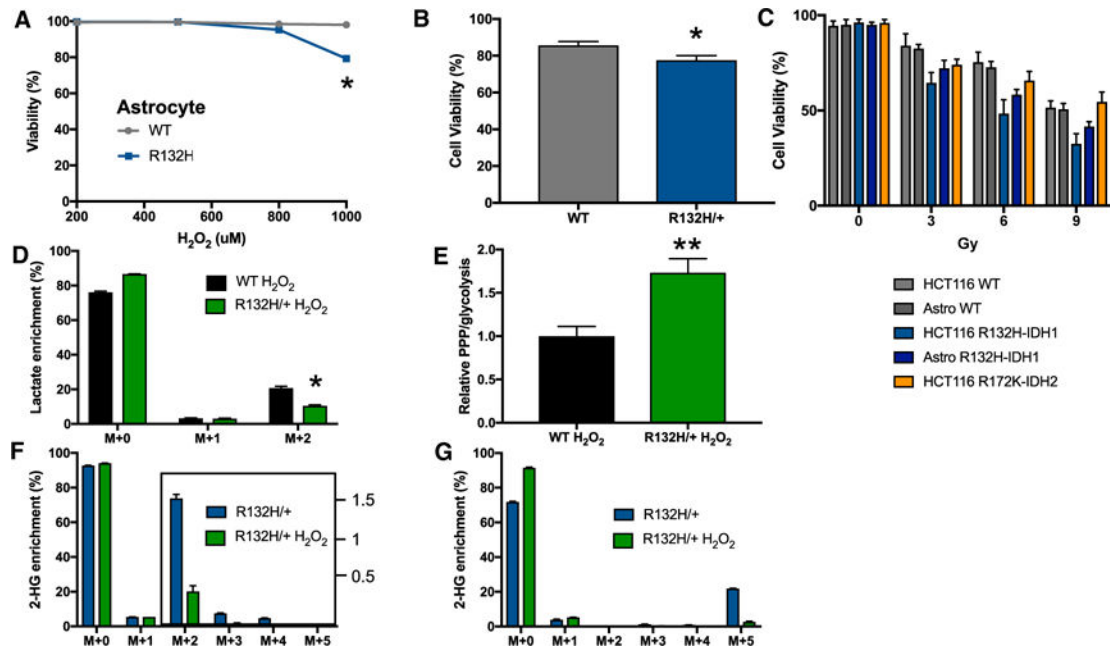 A
100
80
60
40
20
0
Viability (%)
Astrocyte
WT
R132H
*
200 400 600 800 1000
H2O2 (uM)
B
100
80
60
40
20
0
Cell Viability (%)
*
WT R132H/+
C
100
50
0
Cell Viability (%)
0 3 6 9
Gy
HCT116 WT
Astro WT
HCT116 R132H-IDH1
Astro R132H-IDH1
HCT116 R172K-IDH2
D
100
80
60
40
20
0
Lactate enrichment (%)
WT H2O2
R132H/+ H2O2
*
M+0 M+1 M+2
E
2.0
1.5
1.0
0.5
0.0
Relative PPP/glycolysis
**
WT H2O2 R132H/+ H2O2
F
100
80
60
40
20
0
2-HG enrichment (%)
R132H/+
R132H/+ H2O2
1.5
1
0.5
M+0 M+1 M+2 M+3 M+4 M+5
G
100
80
60
40
20
0
2-HG enrichment (%)
R132H/+
R132H/+ H2O2
M+0 M+1 M+2 M+3 M+4 M+5